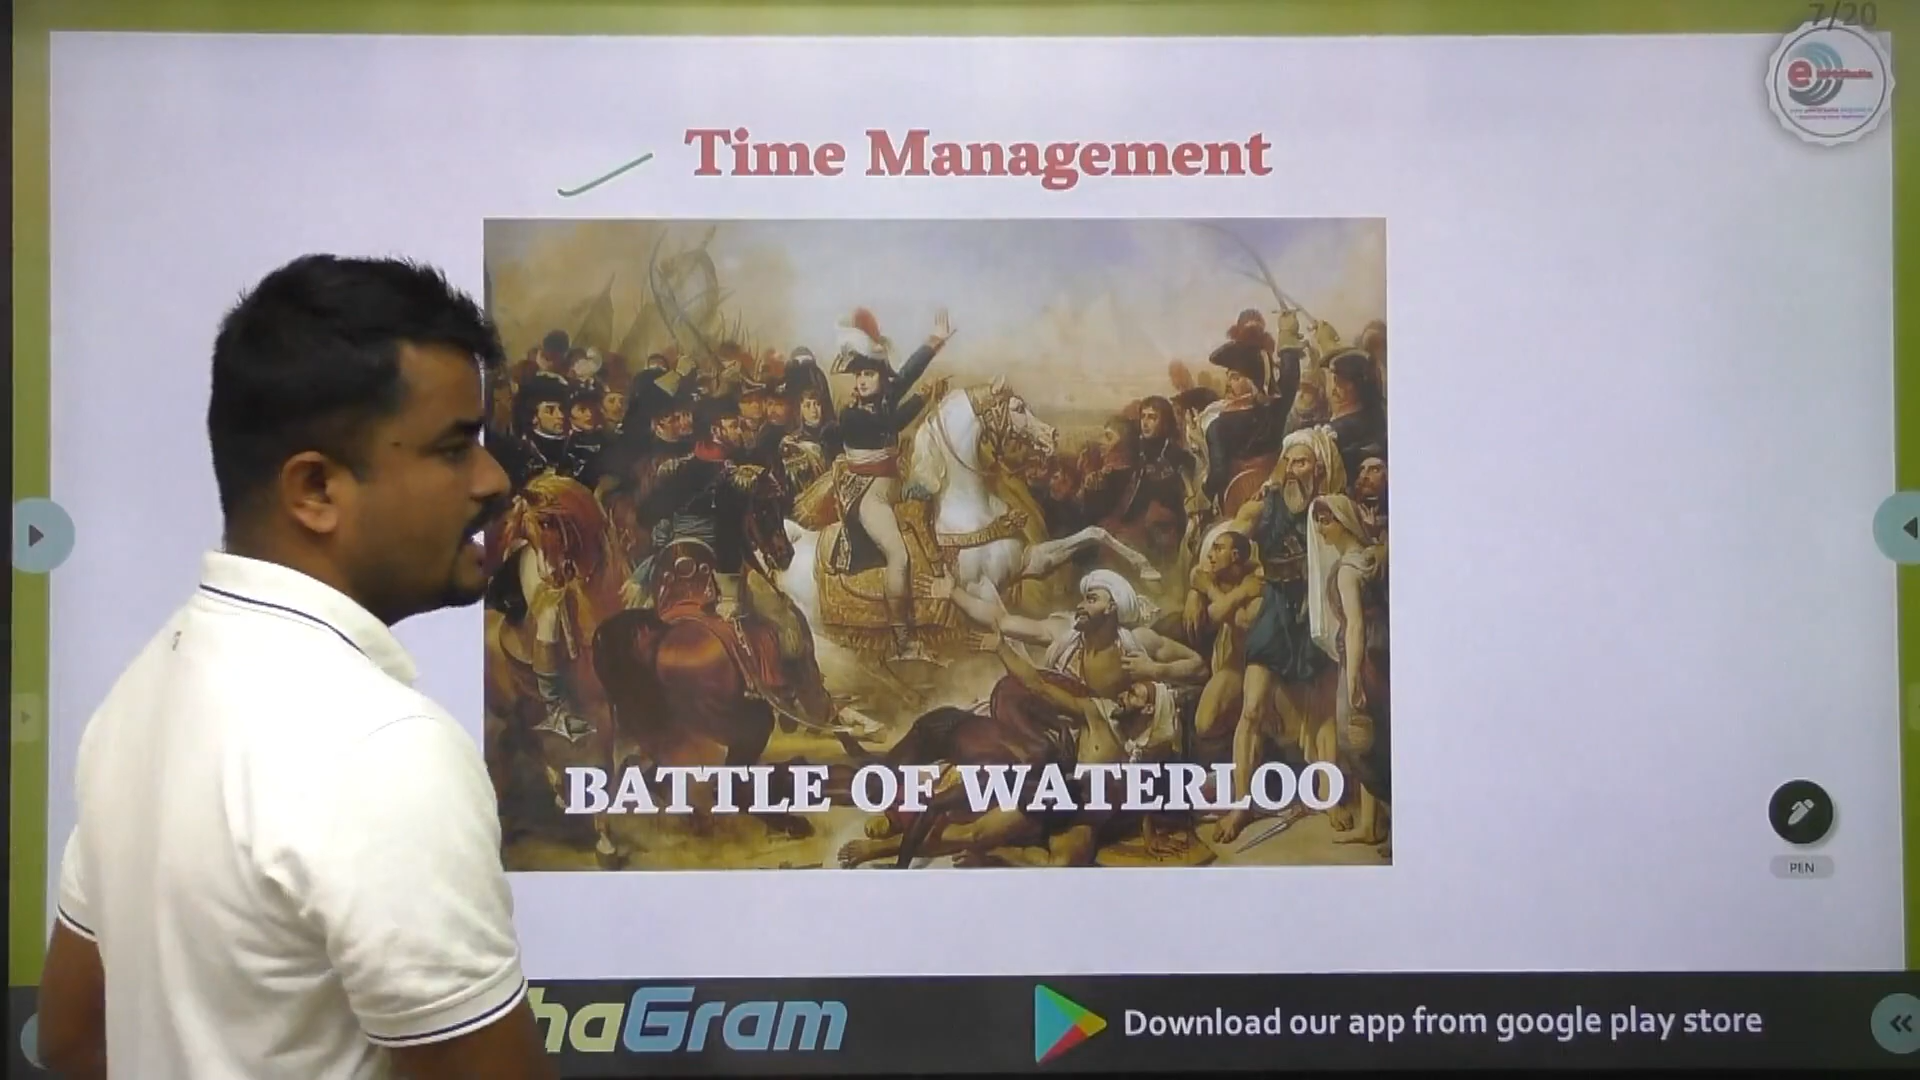 7/20
Time Management
BATTLE OF WATERLOO
PEN
haGram
Download our app from google play store